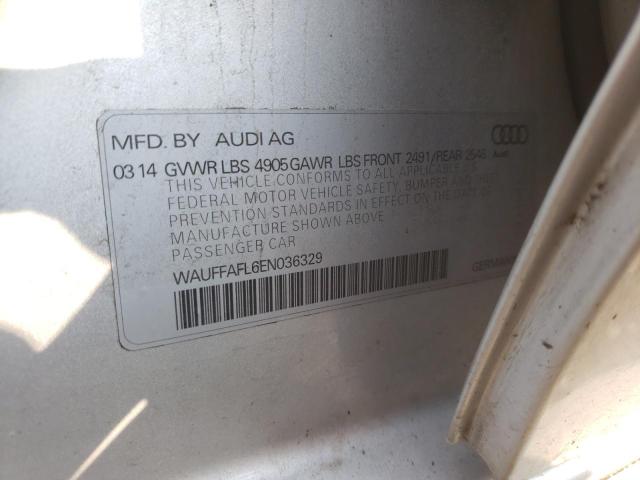 MFD. BY AUDI AG
03 14 GVWR LBS 4905 GAWR LBS FRONT 2491/REAR 2546
Audi
THIS VEHICLE CONFORMS TO ALL APPLICABLE
FEDERAL MOTOR VEHICLE SAFETY, BUMPER AND THEFT
PREVENTION STANDARDS IN EFFECT ON THE DATE OF
MANUFACTURE SHOWN ABOVE
PASSENGER CAR
WAUFFAFL6EN036329
GERMANY